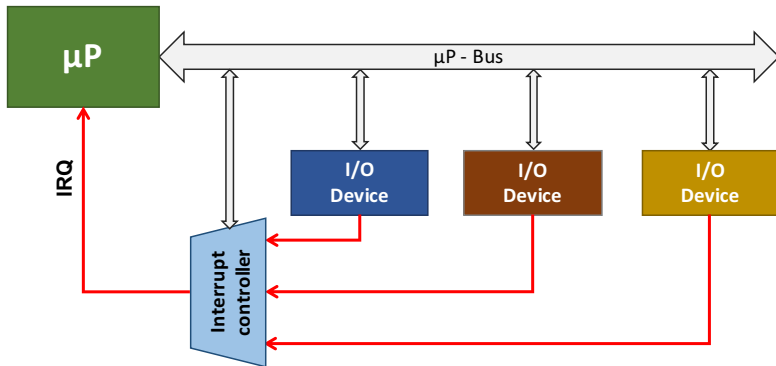 μP
μP - Bus
I/O
Device
I/O
Device
I/O
Device
IRQ
Interrupt
controller